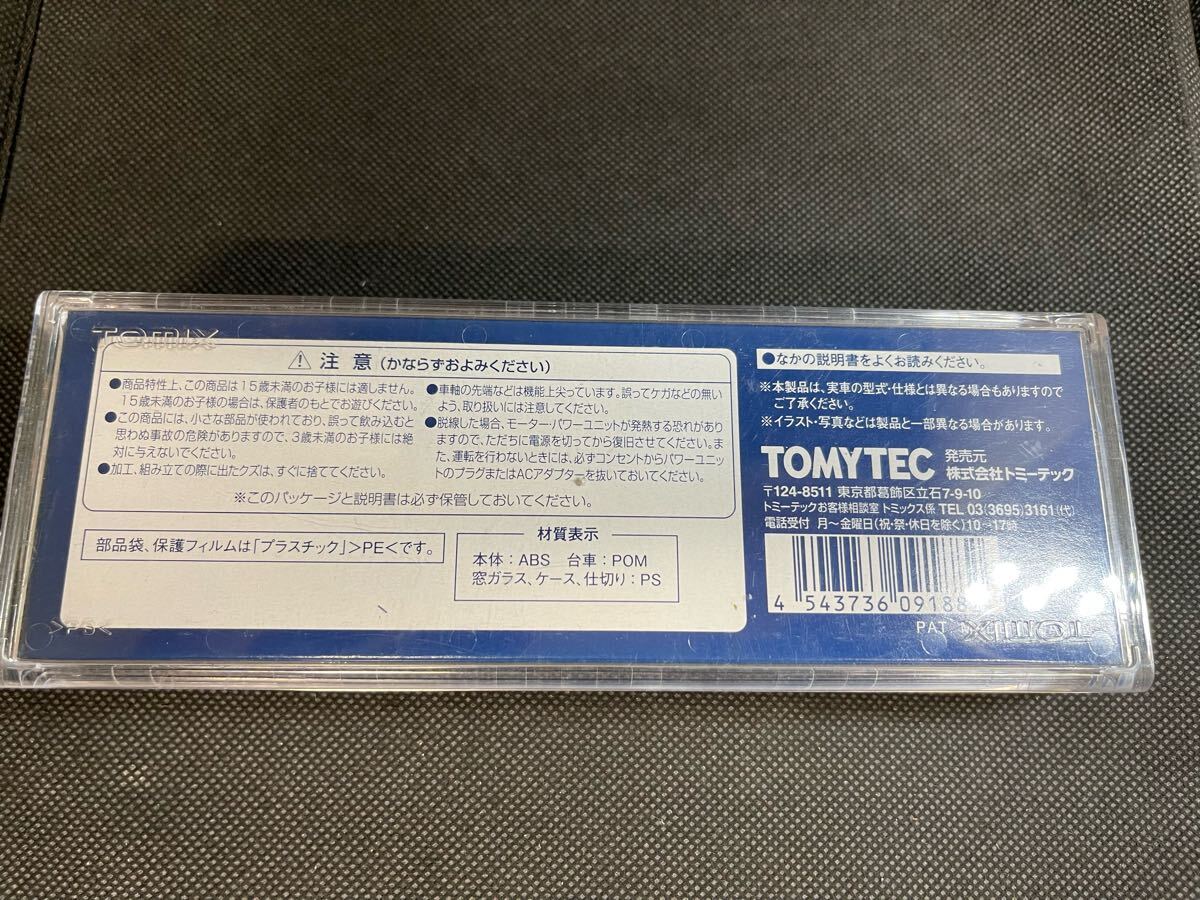 TOMIX
⚠ 注意(かならずおよみください)
●商品特性上、この商品は15歳未満のお子様には適しません。
15歳未満のお子様の場合は、保護者のもとでお遊びください。
●この商品には、小さな部品が使われており、誤って飲み込むと
思わぬ事故の危険がありますので、3歳未満のお子様には絶
対に与えないでください。
●加工、組み立ての際に出たクズは、すぐに捨ててください。
●車軸の先端などは機能上尖っています。誤ってケガなどの無い
よう、取り扱いには注意してください。
●脱線した場合、モーター・パワーユニットが発熱する恐れがあり
ますので、ただちに電源を切ってから復旧させてください。ま
た、運転を行わないときには、必ずコンセントからパワーユニッ
トのプラグまたはACアダプターを抜いておいてください。
※このパッケージと説明書は必ず保管しておいてください。
部品袋、保護フィルムは「プラスチック」>PE<です。
材質表示
本体:ABS 台車:POM
窓ガラス、ケース、仕切り:PS
>PS<
●なかの説明書をよくお読みください。
※本製品は、実車の型式・仕様とは異なる場合もありますので
ご了承ください。
※イラスト・写真などは製品と一部異なる場合があります。
TOMYTEC 発売元
株式会社トミーテック
〒124-8511 東京都葛飾区立石7-9-10
トミーテックお客様相談室 トミックス係 TEL 03(3695)3161(代)
電話受付 月〜金曜日(祝・祭・休日を除く)10〜17時
4 543736 09188
PAT
TOMIX